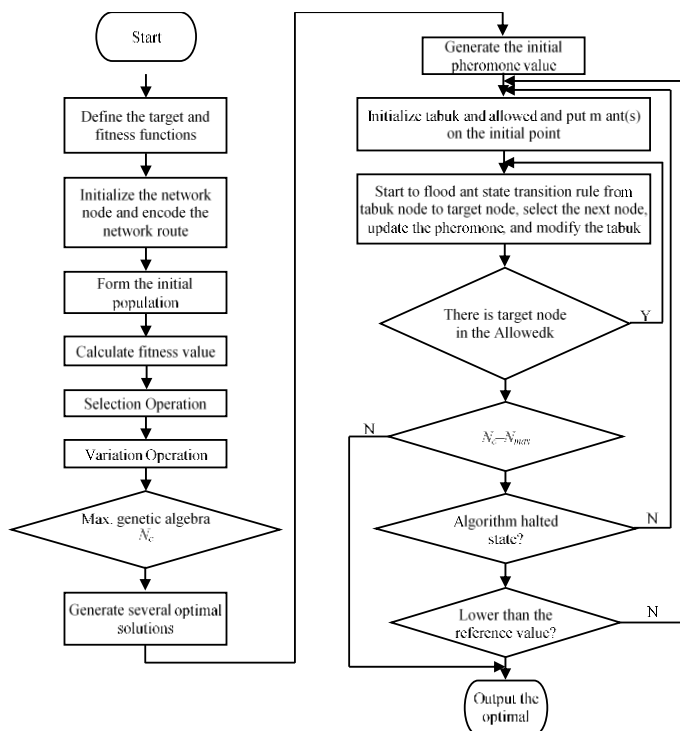 Start
Define the target and
fitness functions
Initialize the network
node and encode the
network route
Form the initial
population
Calculate fitness value
Selection Operation
Variation Operation
Max. genetic algebra
Nc
Generate several optimal
solutions
Generate the initial
pheromone value
Initialize tabuk and allowed and put m ant(s)
on the initial point
Start to flood ant state transition rule from
tabuk node to target node, select the next node,
update the pheromone, and modify the tabuk
There is target node
in the Allowedk
Y
N
Nc–Nmax
Algorithm halted
state?
N
Lower than the
reference value?
N
Output the
optimal